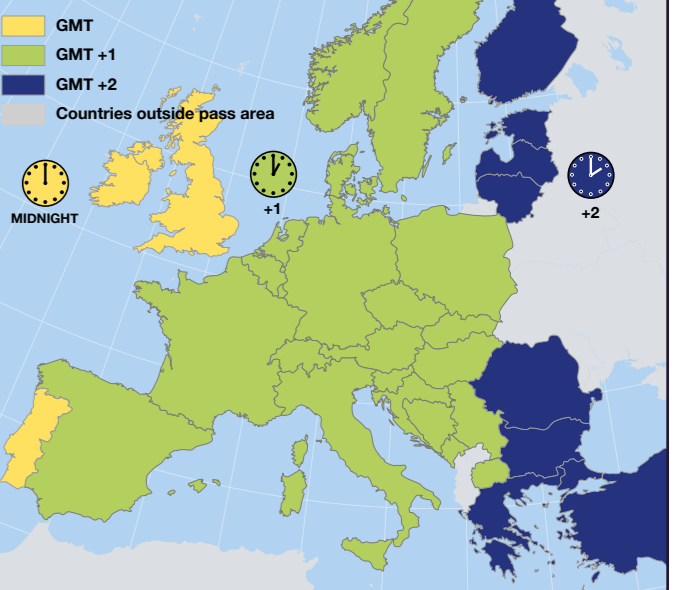 GMT
GMT +1
GMT +2
Countries outside pass area
MIDNIGHT
+1
+2